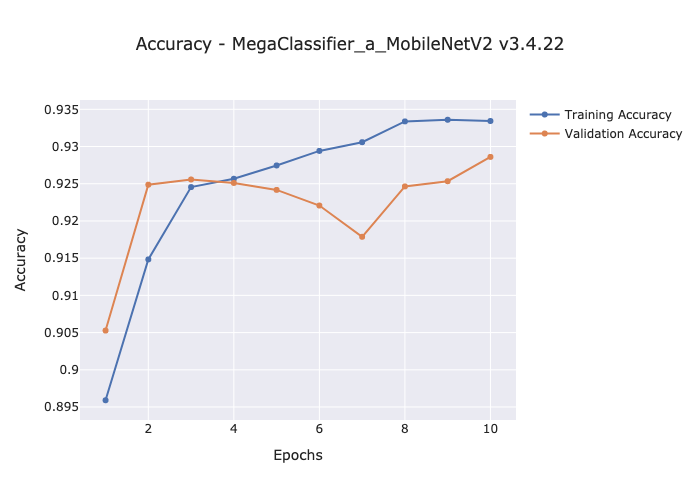 Accuracy - MegaClassifier_a_MobileNetV2 v3.4.22
Training Accuracy
Validation Accuracy
0.935
0.93
0.925
0.92
0.915
0.91
0.905
0.9
0.895
Accuracy
2 4 6 8 10
Epochs